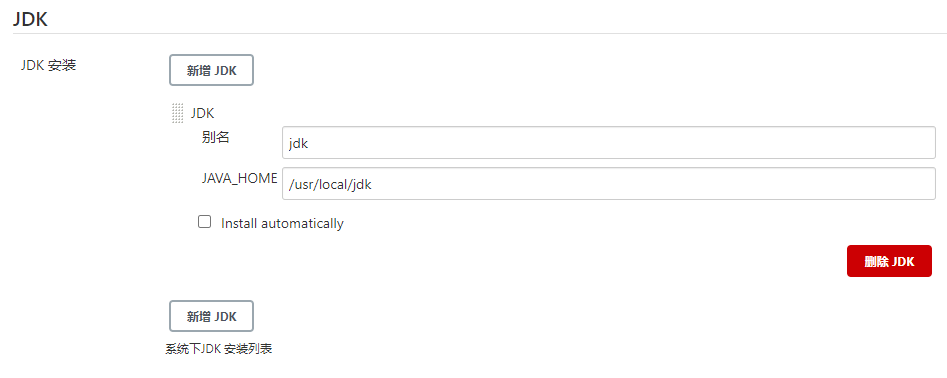 JDK
JDK 安装
新增 JDK
JDK
别名
jdk
JAVA_HOME
/usr/local/jdk
Install automatically
删除 JDK
新增 JDK
系统下JDK 安装列表